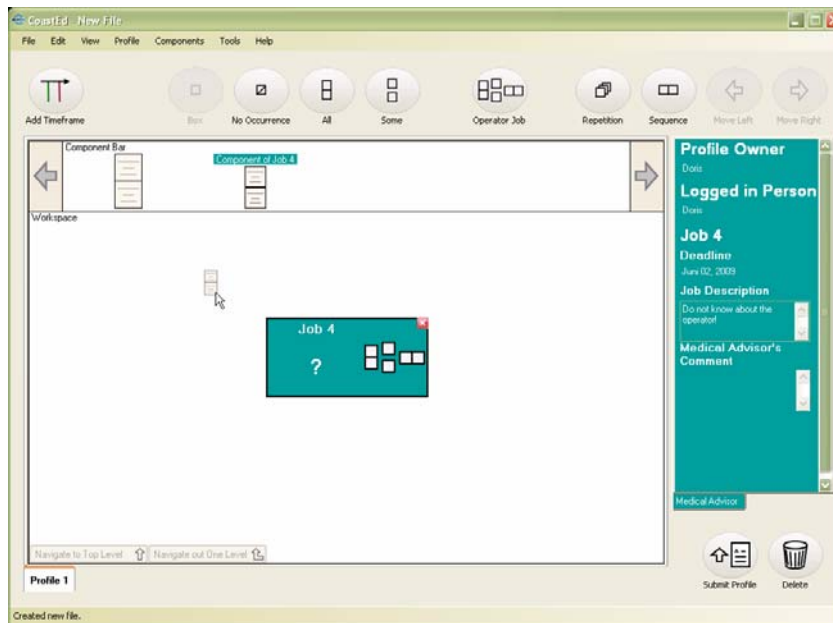 CoastEd New File
File Edit View Profile Components Tools Help
Add Timeframe Box No Occurrence All Some Operator Job Repetition Sequence Move Left Move Right
Component Bar
Component of Job 4
Workspace
Job 4
?
Navigate to Top Level Navigate out One Level
Profile 1
Created new file.
Profile Owner
Doris
Logged in Person
Doris
Job 4
Deadline
Juni 02, 2009
Job Description
Do not know about the
operator!
Medical Advisor's
Comment
Medical Advisor
Submit Profile Delete